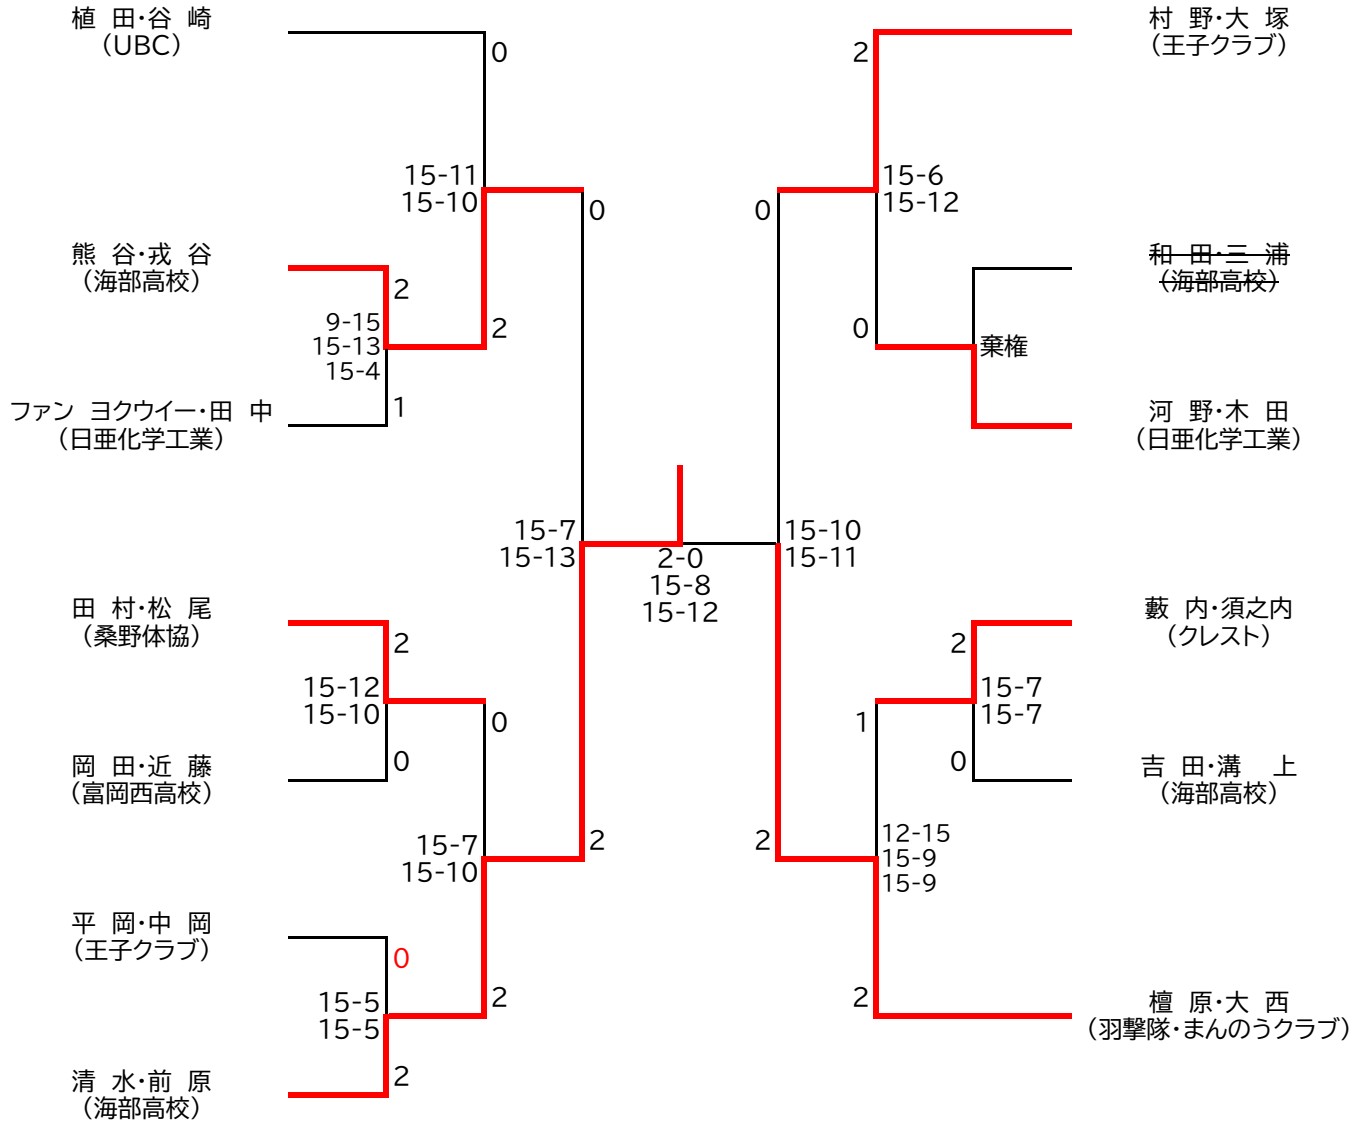 植　田・谷　崎
（UBC）
0
15-11
15-10
0
熊　谷・戎　谷
（海部高校）
2
9-15
15-13
15-4
2
ファン　ヨクウイー・田　中
（日亜化学工業）
1
15-7
15-13
田　村・松　尾
（桑野体協）
2
15-12
15-10
0
岡　田・近　藤
（富岡西高校）
0
15-7
15-10
2
平　岡・中　岡
（王子クラブ）
0
15-5
15-5
2
清　水・前　原
（海部高校）
2
2-0
15-8
15-12
村　野・大　塚
（王子クラブ）
2
15-6
15-12
0
和　田・三　浦
（海部高校）
棄権
0
河　野・木　田
（日亜化学工業）
15-10
15-11
藪　内・須之内
（クレスト）
2
15-7
15-7
1
吉　田・溝　上
（海部高校）
0
12-15
15-9
15-9
2
檀　原・大　西
（羽撃隊・まんのうクラブ）
2